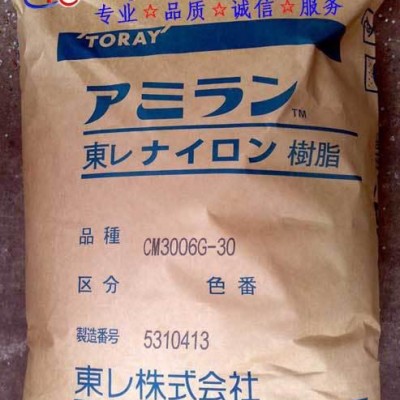 专业☆品质☆诚信☆服务
TORAY
アミラン™
東レ ナイロン 樹脂
品種 CM3006G-30
区分 色番
製造番号 5310413
東レ株式会社